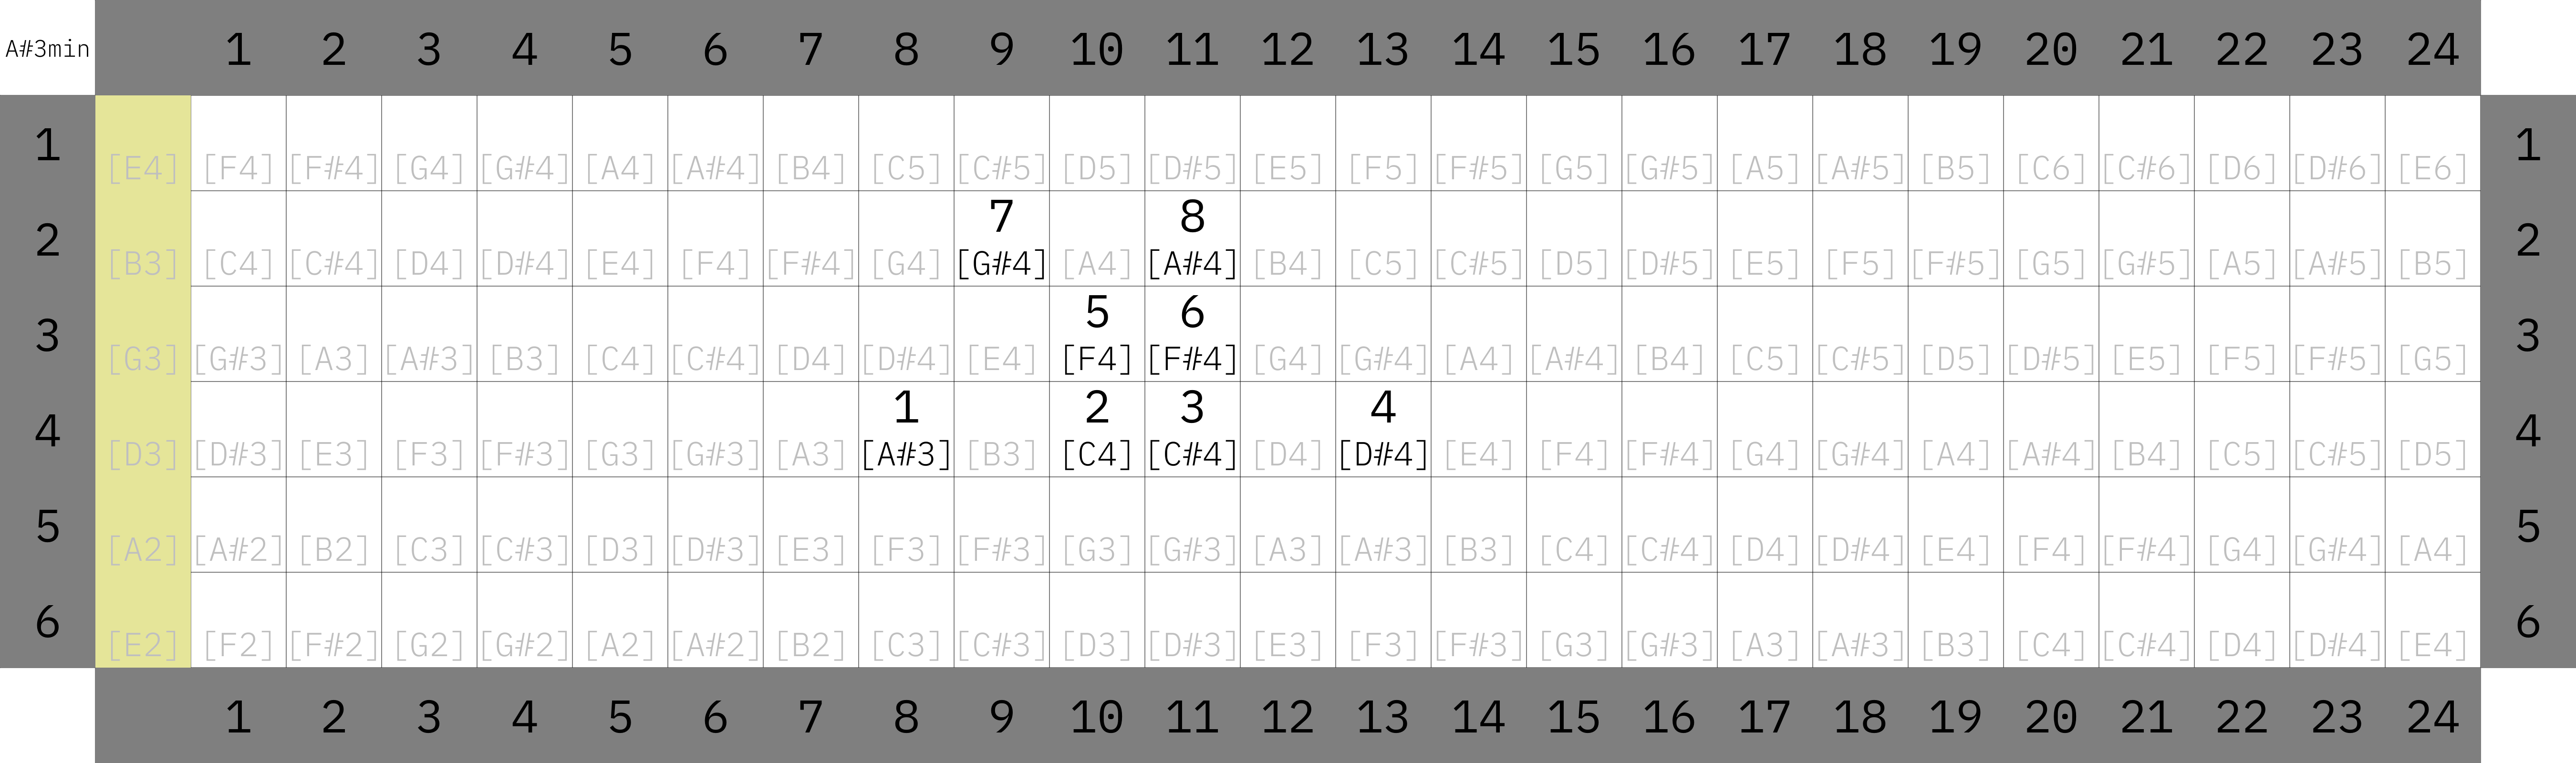 A#3min 1 2 3 4 5 6 7 8 9 10 11 12 13 14 15 16 17 18 19 20 21 22 23 24
1 [E4] [F4] [F#4] [G4] [G#4] [A4] [A#4] [B4] [C5] [C#5] [D5] [D#5] [E5] [F5] [F#5] [G5] [G#5] [A5] [A#5] [B5] [C6] [C#6] [D6] [D#6] [E6] 1
7 8
2 [B3] [C4] [C#4] [D4] [D#4] [E4] [F4] [F#4] [G4] [G#4] [A4] [A#4] [B4] [C5] [C#5] [D5] [D#5] [E5] [F5] [F#5] [G5] [G#5] [A5] [A#5] [B5] 2
5 6
3 [G3] [G#3] [A3] [A#3] [B3] [C4] [C#4] [D4] [D#4] [E4] [F4] [F#4] [G4] [G#4] [A4] [A#4] [B4] [C5] [C#5] [D5] [D#5] [E5] [F5] [F#5] [G5] 3
1 2 3 4
4 [D3] [D#3] [E3] [F3] [F#3] [G3] [G#3] [A3] [A#3] [B3] [C4] [C#4] [D4] [D#4] [E4] [F4] [F#4] [G4] [G#4] [A4] [A#4] [B4] [C5] [C#5] [D5] 4
5 [A2] [A#2] [B2] [C3] [C#3] [D3] [D#3] [E3] [F3] [F#3] [G3] [G#3] [A3] [A#3] [B3] [C4] [C#4] [D4] [D#4] [E4] [F4] [F#4] [G4] [G#4] [A4] 5
6 [E2] [F2] [F#2] [G2] [G#2] [A2] [A#2] [B2] [C3] [C#3] [D3] [D#3] [E3] [F3] [F#3] [G3] [G#3] [A3] [A#3] [B3] [C4] [C#4] [D4] [D#4] [E4] 6
1 2 3 4 5 6 7 8 9 10 11 12 13 14 15 16 17 18 19 20 21 22 23 24